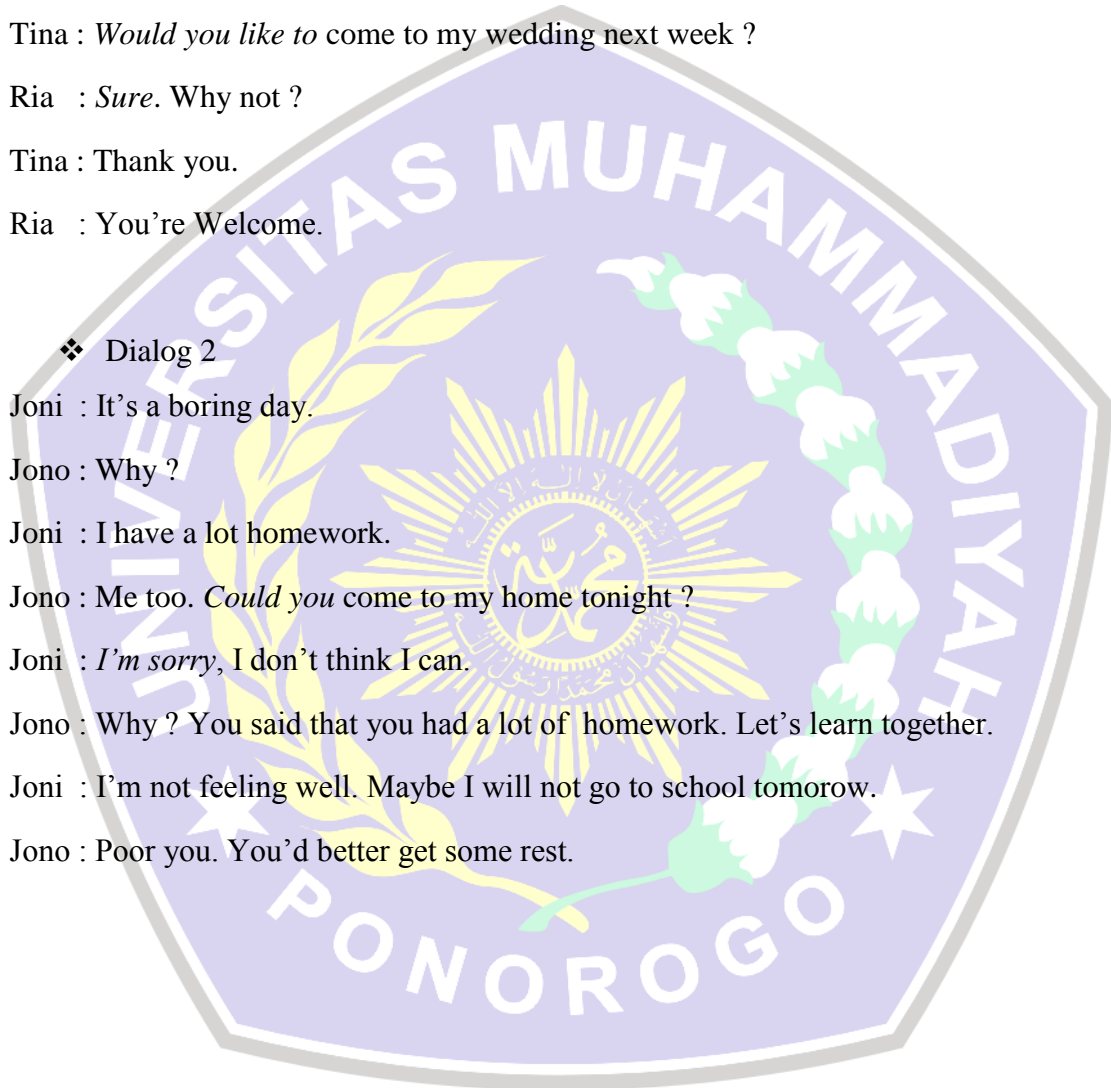 Tina : Would you like to come to my wedding next week ?
Ria : Sure. Why not ?
Tina : Thank you.
Ria : You’re Welcome.
❖ Dialog 2
Joni : It’s a boring day.
Jono : Why ?
Joni : I have a lot homework.
Jono : Me too. Could you come to my home tonight ?
Joni : I’m sorry, I don’t think I can.
Jono : Why ? You said that you had a lot of homework. Let’s learn together.
Joni : I’m not feeling well. Maybe I will not go to school tomorow.
Jono : Poor you. You’d better get some rest.
UNIVERSITAS MUHAMMADIYAH
PONOROGO
محمد